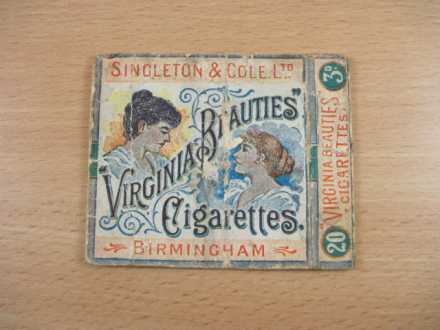 SINGLETON & COLE. LTD
"VIRGINIA BEAUTIES"
Cigarettes.
BIRMINGHAM
20 "VIRGINIA BEAUTIES" 3D
CIGARETTES.